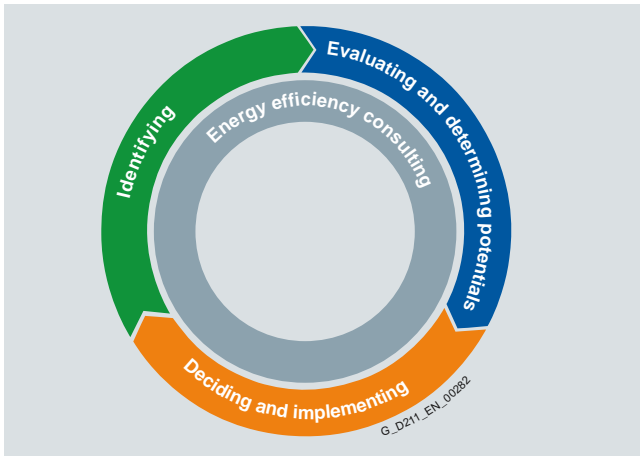 Identifying
Evaluating and determining potentials
Energy efficiency consulting
Deciding and implementing
G_D211_EN_00282